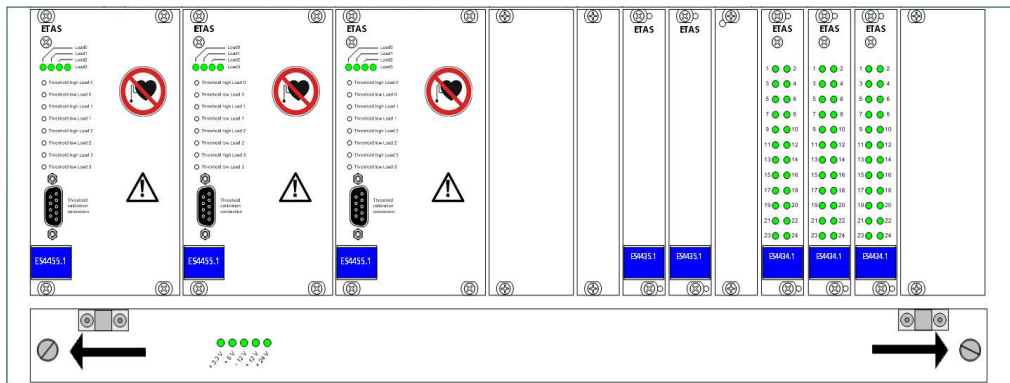 ETAS
Load0
Load1
Load2
Load3
Threshold high Load 0
Threshold low Load 0
Threshold high Load 1
Threshold low Load 1
Threshold high Load 2
Threshold low Load 2
Threshold high Load 3
Threshold low Load 3
Threshold
calibration
connection
ES4455.1
ETAS
Load0
Load1
Load2
Load3
Threshold high Load 0
Threshold low Load 0
Threshold high Load 1
Threshold low Load 1
Threshold high Load 2
Threshold low Load 2
Threshold high Load 3
Threshold low Load 3
Threshold
calibration
connection
ES4455.1
ETAS
Load0
Load1
Load2
Load3
Threshold high Load 0
Threshold low Load 0
Threshold high Load 1
Threshold low Load 1
Threshold high Load 2
Threshold low Load 2
Threshold high Load 3
Threshold low Load 3
Threshold
calibration
connection
ES4455.1
ETAS
ES4435.1
ETAS
ES4435.1
ETAS
1 2
3 4
5 6
7 8
9 10
11 12
13 14
15 16
17 18
19 20
21 22
23 24
ES4434.1
ETAS
1 2
3 4
5 6
7 8
9 10
11 12
13 14
15 16
17 18
19 20
21 22
23 24
ES4434.1
ETAS
1 2
3 4
5 6
7 8
9 10
11 12
13 14
15 16
17 18
19 20
21 22
23 24
ES4434.1
+3.3 V
+5 V
-12 V
+12 V
+24 V